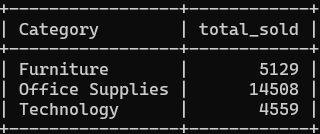 +------------------+------------+
| Category         | total_sold |
+------------------+------------+
| Furniture        |       5129 |
| Office Supplies  |      14508 |
| Technology       |       4559 |
+------------------+------------+